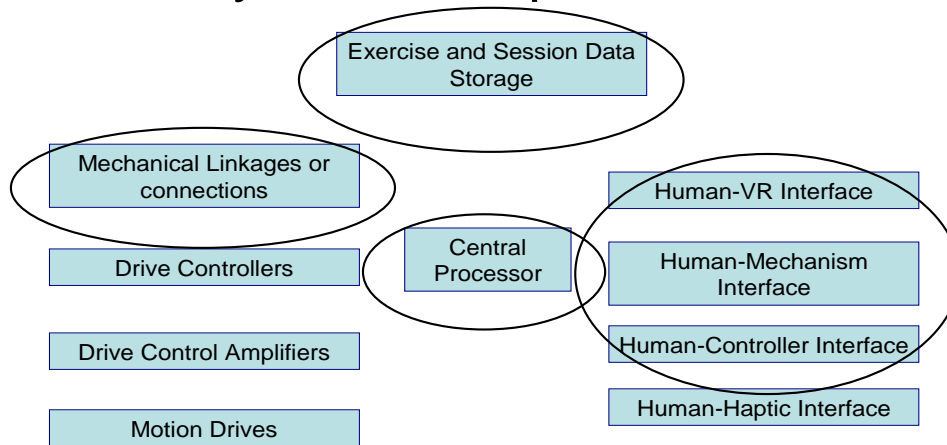 Exercise and Session Data
Storage
Mechanical Linkages or
connections
Human-VR Interface
Central
Processor
Drive Controllers
Human-Mechanism
Interface
Drive Control Amplifiers
Human-Controller Interface
Human-Haptic Interface
Motion Drives